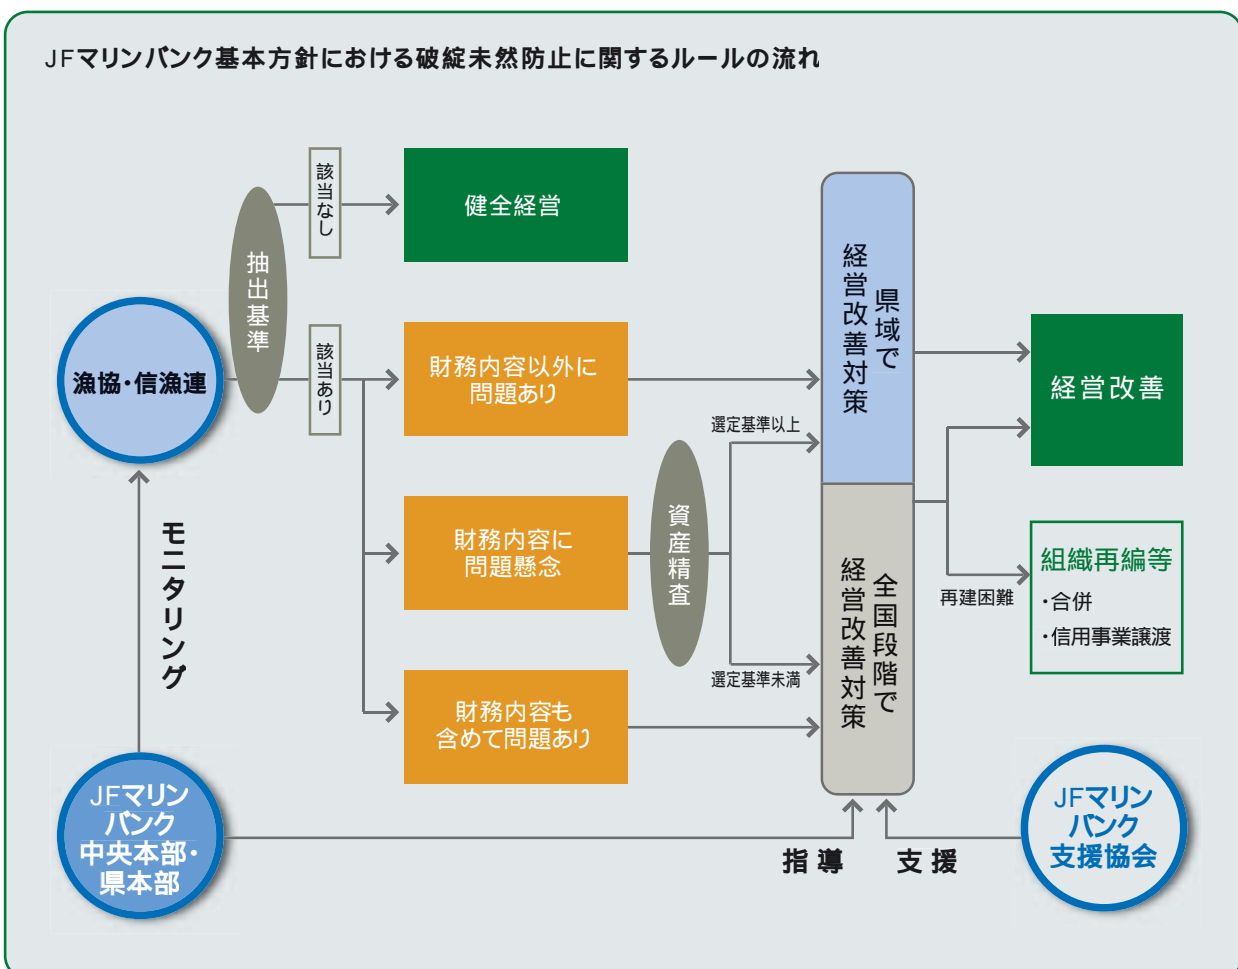 JFマリンバンク基本方針における破綻未然防止に関するルールの流れ
該当なし
健全経営
抽出基準
漁協・信漁連
該当あり
財務内容以外に
問題あり
県域で
経営改善対策
経営改善
選定基準以上
財務内容に
問題懸念
資産精査
選定基準未満
全国段階で
経営改善対策
再建困難
組織再編等
・合併
・信用事業譲渡
財務内容も
含めて問題あり
モニタリング
JFマリン
バンク
中央本部・
県本部
指導
支援
JFマリン
バンク
支援協会